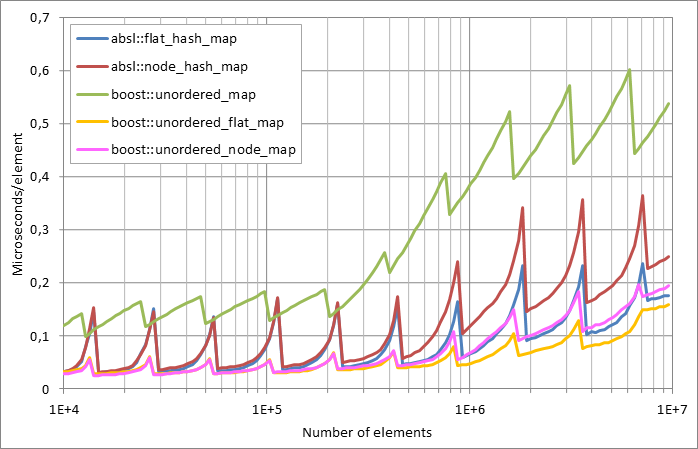 0,7
0,6
0,5
0,4
0,3
0,2
0,1
0
Microseconds/element
absl::flat_hash_map
absl::node_hash_map
boost::unordered_map
boost::unordered_flat_map
boost::unordered_node_map
1E+4 1E+5 1E+6 1E+7
Number of elements